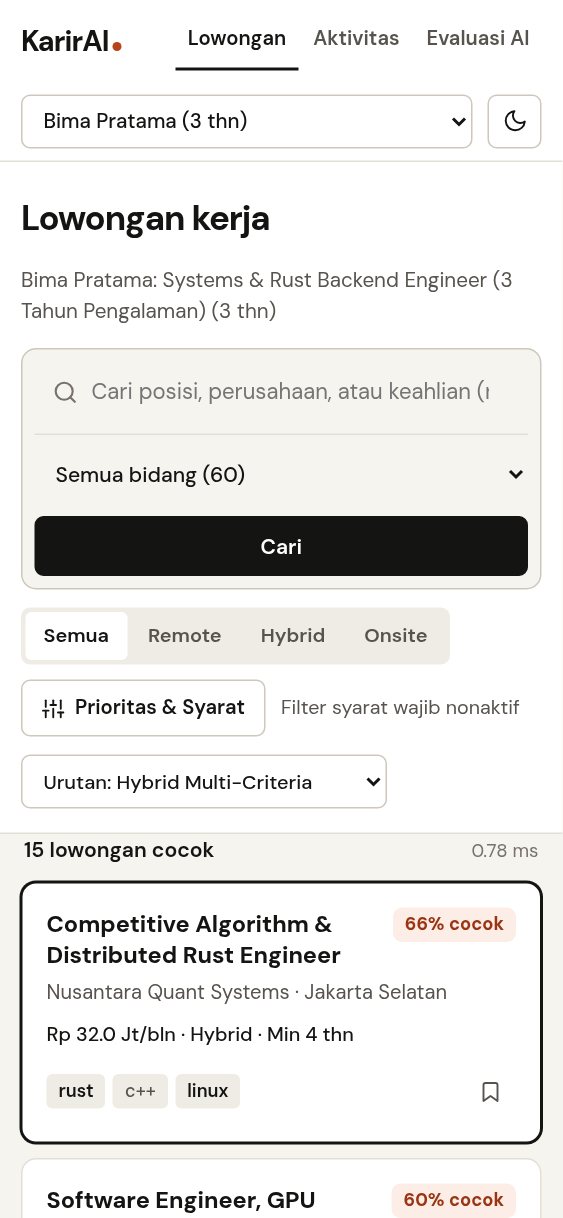 KarirAI.
Lowongan
Aktivitas
Evaluasi AI
Bima Pratama (3 thn)
Lowongan kerja
Bima Pratama: Systems & Rust Backend Engineer (3
Tahun Pengalaman) (3 thn)
Cari posisi, perusahaan, atau keahlian (
Semua bidang (60)
Cari
Semua
Remote
Hybrid
Onsite
Prioritas & Syarat
Filter syarat wajib nonaktif
Urutan: Hybrid Multi-Criteria
15 lowongan cocok
0.78 ms
Competitive Algorithm &
Distributed Rust Engineer
66% cocok
Nusantara Quant Systems · Jakarta Selatan
Rp 32.0 Jt/bln · Hybrid · Min 4 thn
rust
c++
linux
Software Engineer, GPU
60% cocok